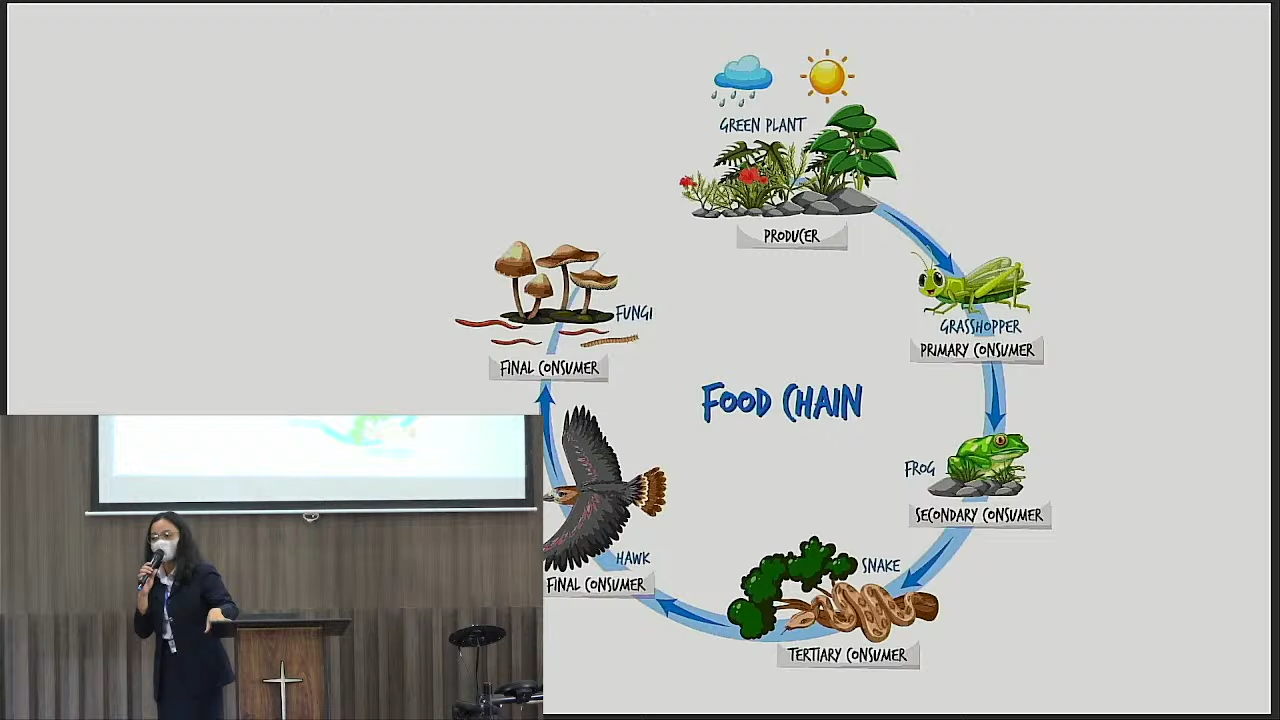 GREEN PLANT
PRODUCER
GRASSHOPPER
PRIMARY CONSUMER
FROG
SECONDARY CONSUMER
SNAKE
TERTIARY CONSUMER
HAWK
FINAL CONSUMER
FUNGI
FINAL CONSUMER
FOOD CHAIN